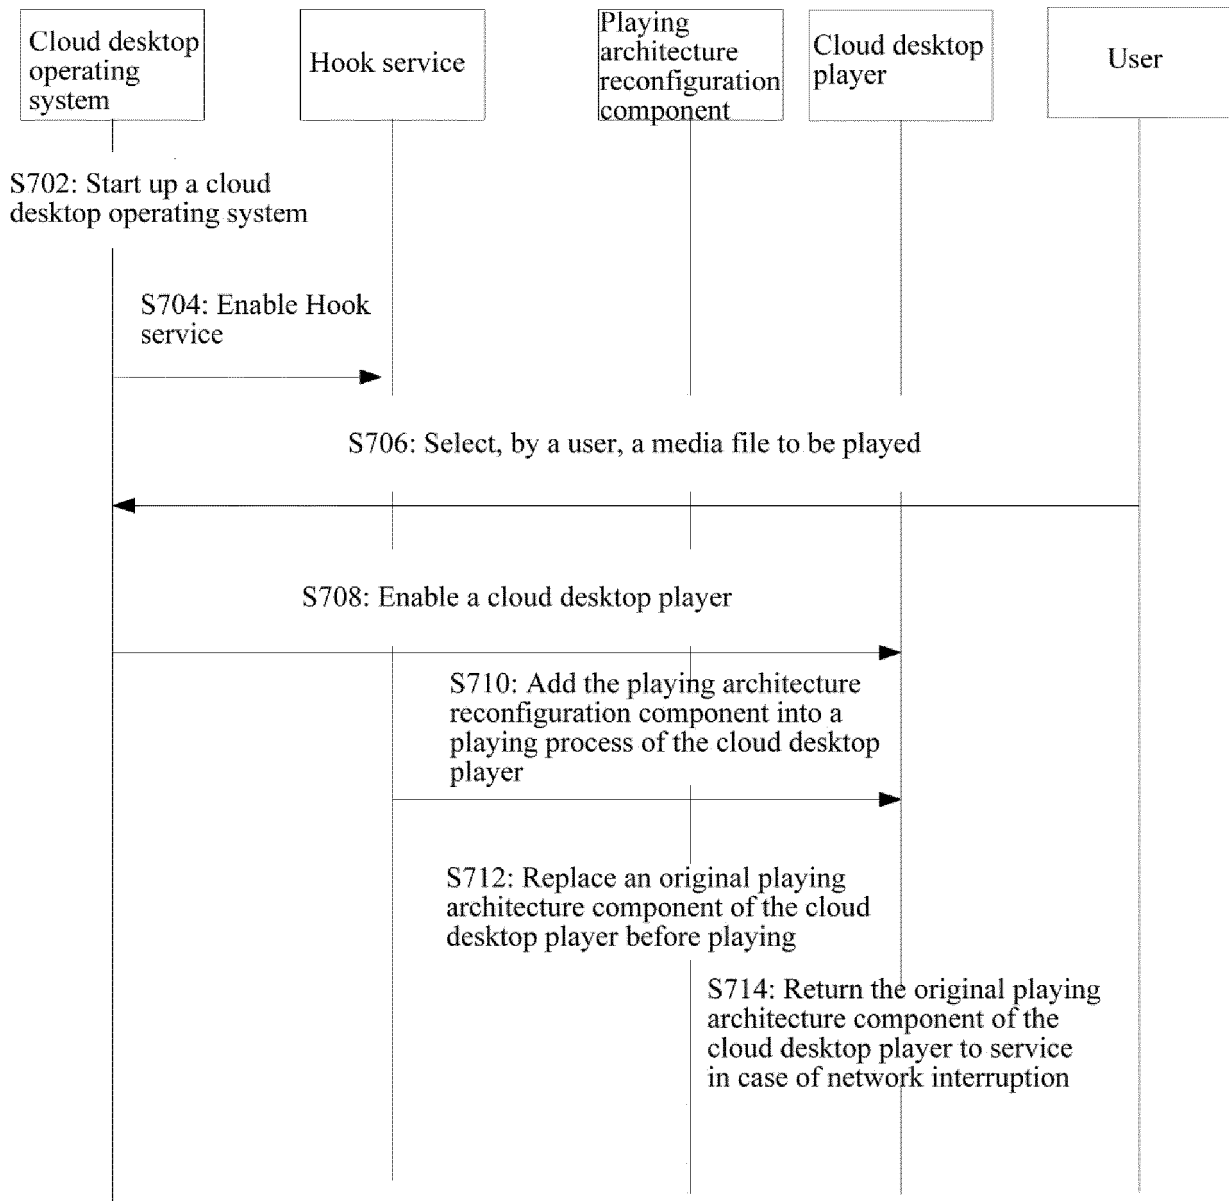 Cloud desktop
operating
system
Hook service
Playing
architecture
reconfiguration
component
Cloud desktop
player
User
S702: Start up a cloud
desktop operating system
S704: Enable Hook
service
S706: Select, by a user, a media file to be played
S708: Enable a cloud desktop player
S710: Add the playing architecture
reconfiguration component into a
playing process of the cloud desktop
player
S712: Replace an original playing
architecture component of the cloud
desktop player before playing
S714: Return the original playing
architecture component of the
cloud desktop player to service
in case of network interruption